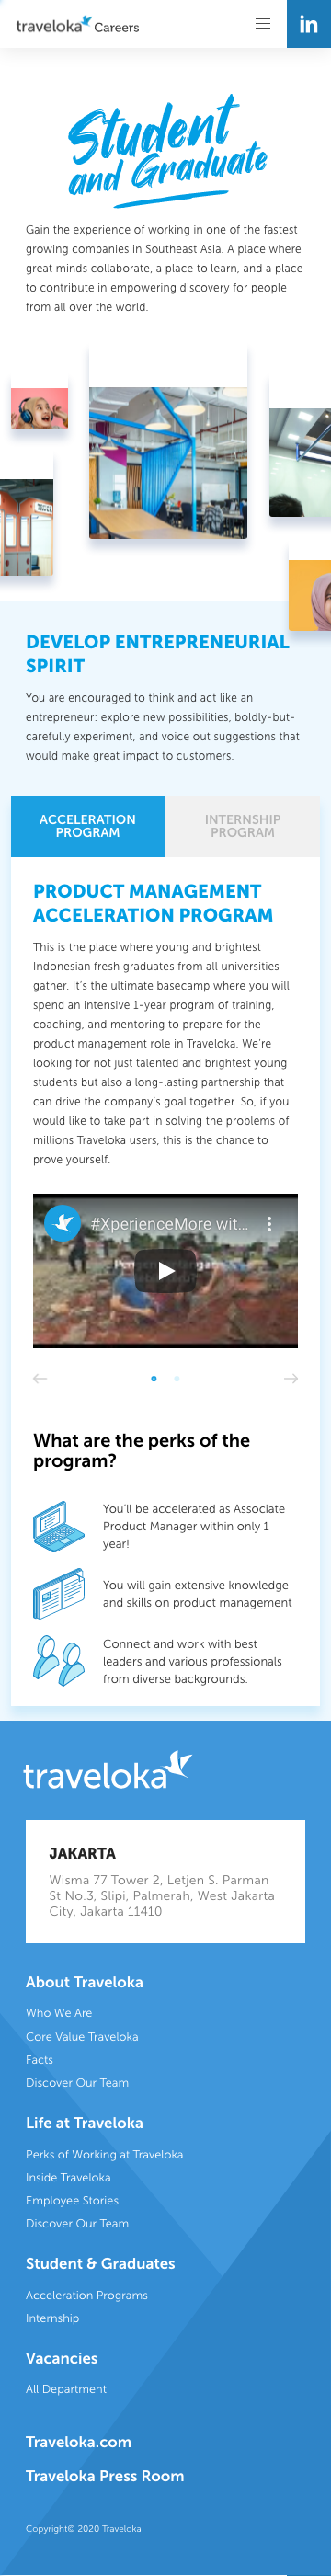 traveloka Careers
in
Student
and Graduate
Gain the experience of working in one of the fastest
growing companies in Southeast Asia. A place where
great minds collaborate, a place to learn, and a place
to contribute in empowering discovery for people
from all over the world.
DEVELOP ENTREPRENEURIAL
SPIRIT
You are encouraged to think and act like an
entrepreneur: explore new possibilities, boldly-but-
carefully experiment, and voice out suggestions that
would make great impact to customers.
ACCELERATION
PROGRAM
INTERNSHIP
PROGRAM
PRODUCT MANAGEMENT
ACCELERATION PROGRAM
This is the place where young and brightest
Indonesian fresh graduates from all universities
gather. It's the ultimate basecamp where you will
spend an intensive 1-year program of training,
coaching, and mentoring to prepare for the
product management role in Traveloka. We're
looking for not just talented and brightest young
students but also a long-lasting partnership that
can drive the company's goal together. So, if you
would like to take part in solving the problems of
millions Traveloka users, this is the chance to
prove yourself.
#XperienceMore wit...
What are the perks of the
program?
You'll be accelerated as Associate
Product Manager within only 1
year!
You will gain extensive knowledge
and skills on product management
Connect and work with best
leaders and various professionals
from diverse backgrounds.
traveloka
JAKARTA
Wisma 77 Tower 2, Letjen S. Parman
St No.3, Slipi, Palmerah, West Jakarta
City, Jakarta 11410
About Traveloka
Who We Are
Core Value Traveloka
Facts
Discover Our Team
Life at Traveloka
Perks of Working at Traveloka
Inside Traveloka
Employee Stories
Discover Our Team
Student & Graduates
Acceleration Programs
Internship
Vacancies
All Department
Traveloka.com
Traveloka Press Room
Copyright© 2020 Traveloka